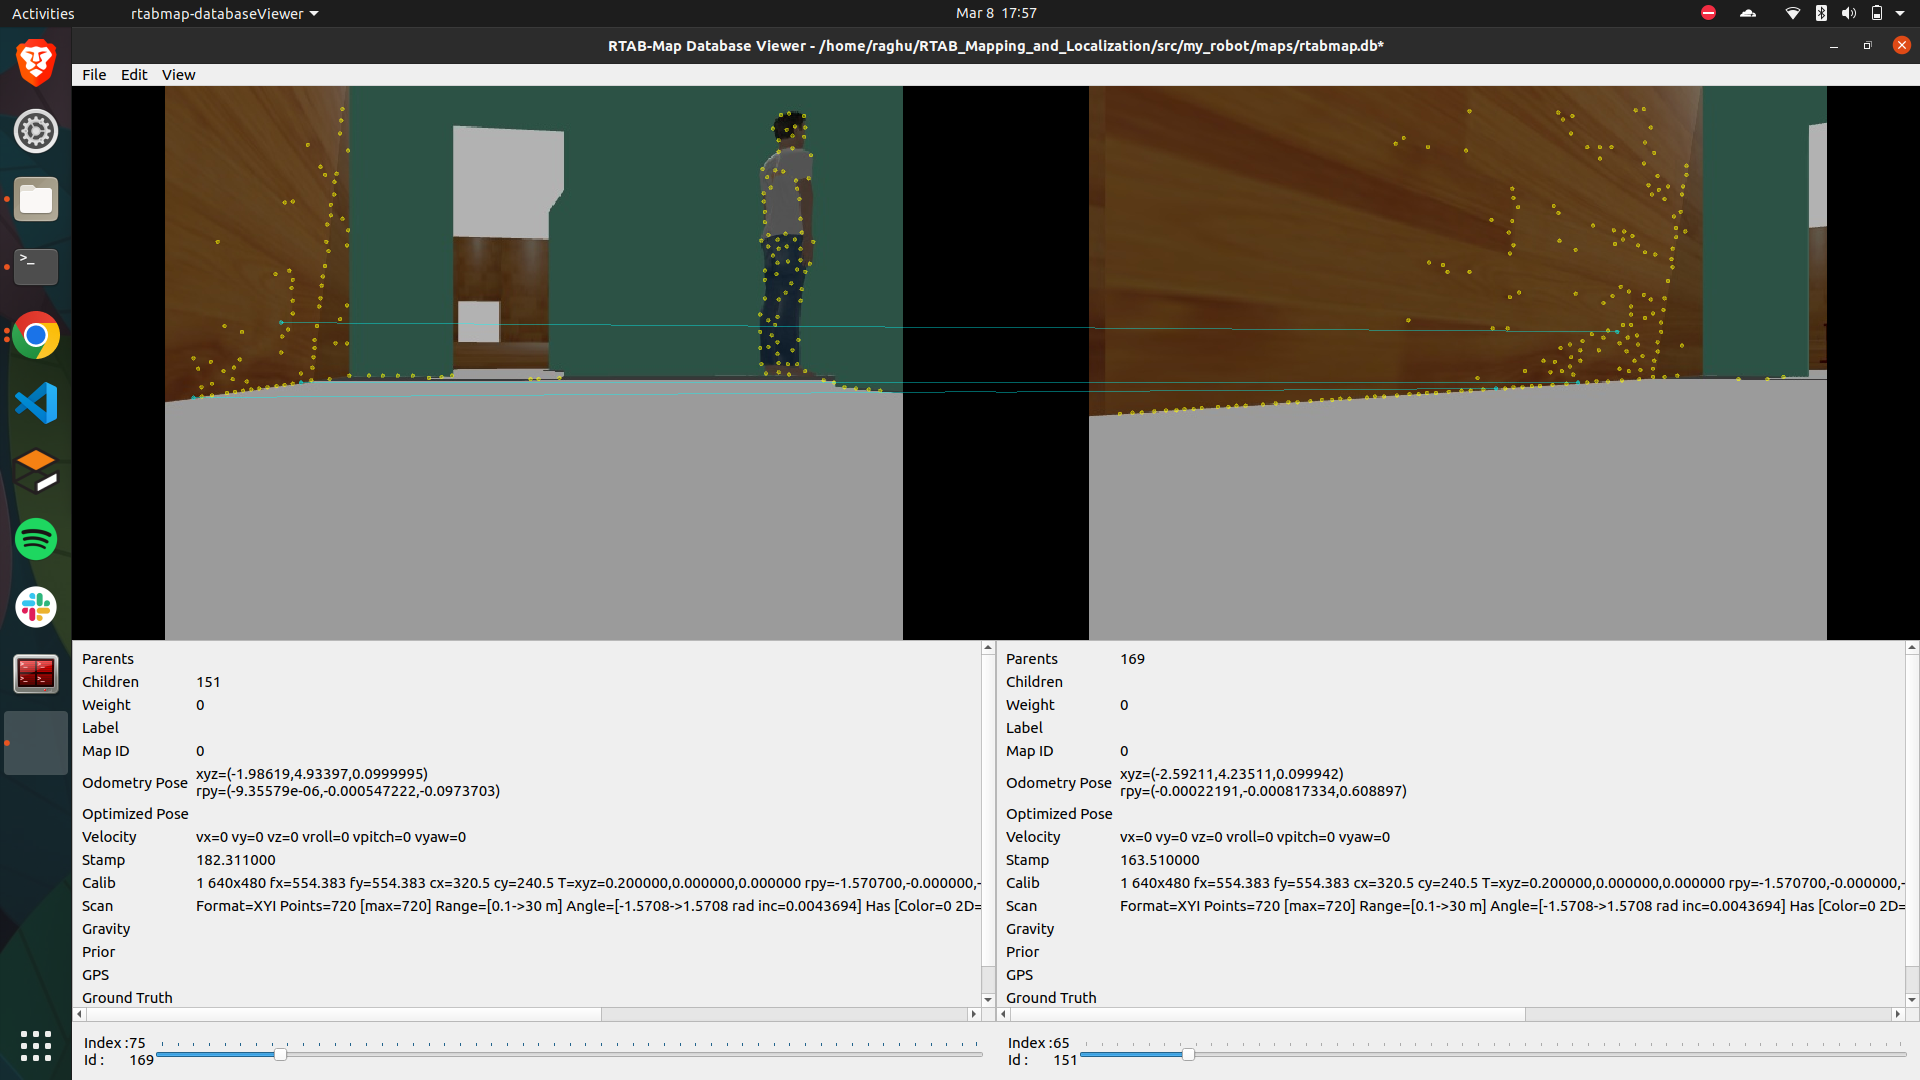 Activities
rtabmap-databaseViewer
Mar 8 17:57
RTAB-Map Database Viewer - /home/raghu/RTAB_Mapping_and_Localization/src/my_robot/maps/rtabmap.db*
File Edit View
Parents
Children 151
Weight 0
Label
Map ID 0
Odometry Pose xyz=(-1.98619,4.93397,0.0999995)
rpy=(-9.35579e-06,-0.000547222,-0.0973703)
Optimized Pose
Velocity vx=0 vy=0 vz=0 vroll=0 vpitch=0 vyaw=0
Stamp 182.311000
Calib 1 640x480 fx=554.383 fy=554.383 cx=320.5 cy=240.5 T=xyz=0.200000,0.000000,0.000000 rpy=-1.570700,-0.000000,-
Scan Format=XYI Points=720 [max=720] Range=[0.1->30 m] Angle=[-1.5708->1.5708 rad inc=0.0043694] Has [Color=0 2D=
Gravity
Prior
GPS
Ground Truth
Index :75
Id : 169
Parents 169
Children
Weight 0
Label
Map ID 0
Odometry Pose xyz=(-2.59211,4.23511,0.099942)
rpy=(-0.00022191,-0.000817334,0.608897)
Optimized Pose
Velocity vx=0 vy=0 vz=0 vroll=0 vpitch=0 vyaw=0
Stamp 163.510000
Calib 1 640x480 fx=554.383 fy=554.383 cx=320.5 cy=240.5 T=xyz=0.200000,0.000000,0.000000 rpy=-1.570700,-0.000000,-
Scan Format=XYI Points=720 [max=720] Range=[0.1->30 m] Angle=[-1.5708->1.5708 rad inc=0.0043694] Has [Color=0 2D=
Gravity
Prior
GPS
Ground Truth
Index :65
Id : 151